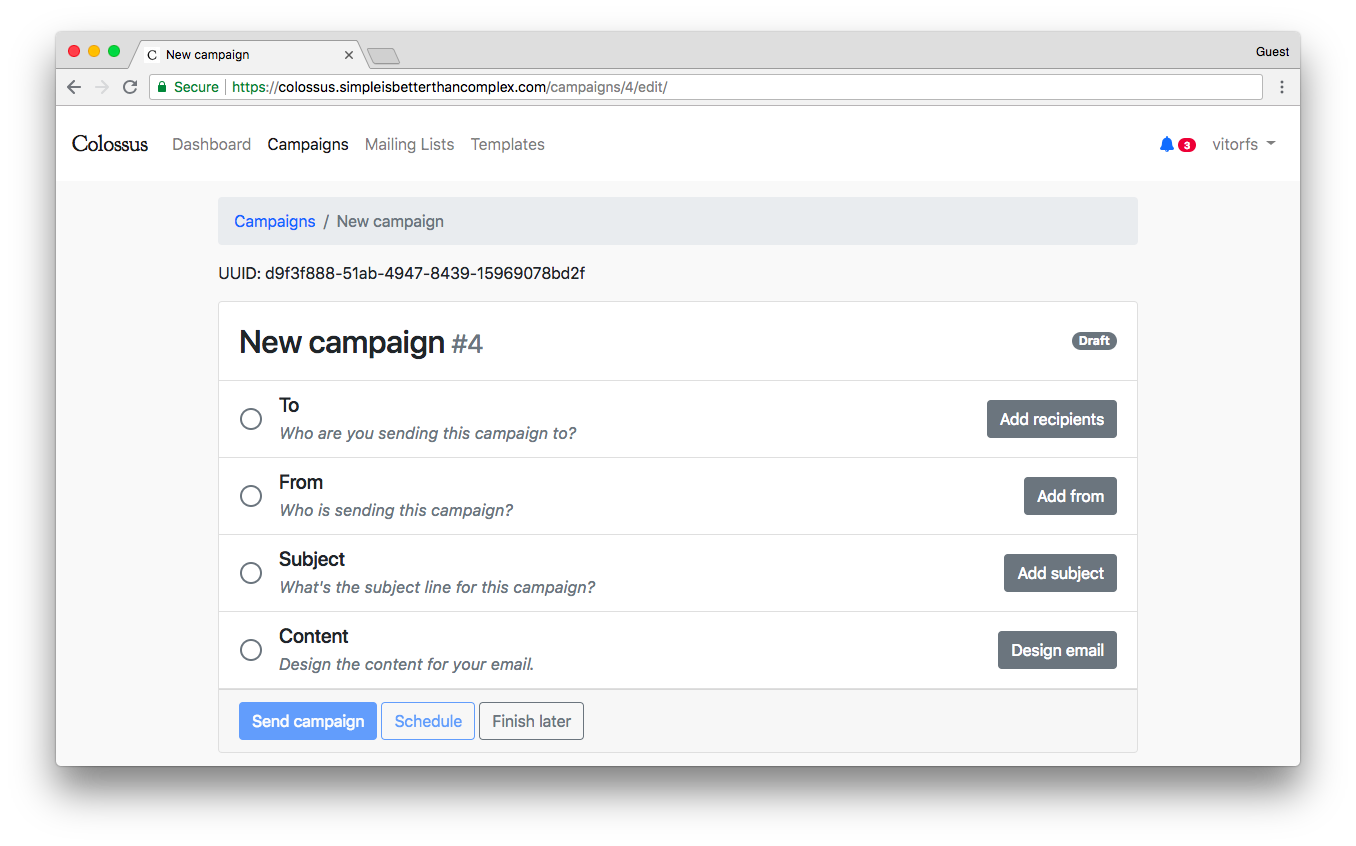 C New campaign
Guest
Secure https://colossus.simpleisbetterthancomplex.com/campaigns/4/edit/
Colossus Dashboard Campaigns Mailing Lists Templates 3 vitorfs
Campaigns / New campaign
UUID: d9f3f888-51ab-4947-8439-15969078bd2f
New campaign #4 Draft
To
Who are you sending this campaign to?
Add recipients
From
Who is sending this campaign?
Add from
Subject
What's the subject line for this campaign?
Add subject
Content
Design the content for your email.
Design email
Send campaign Schedule Finish later